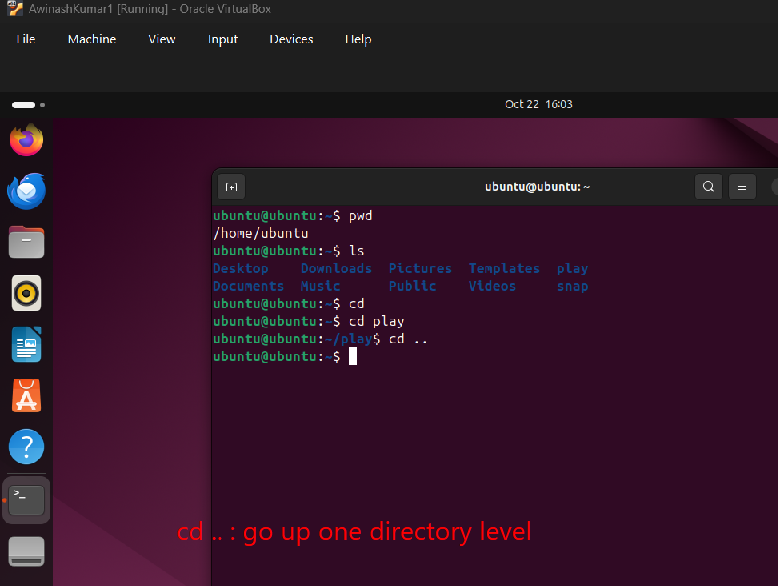 AwinashKumar1 [Running] - Oracle VirtualBox
File Machine View Input Devices Help
Oct 22 16:03
ubuntu@ubuntu: ~
ubuntu@ubuntu:~$ pwd
/home/ubuntu
ubuntu@ubuntu:~$ ls
Desktop Downloads Pictures Templates play
Documents Music Public Videos snap
ubuntu@ubuntu:~$ cd
ubuntu@ubuntu:~$ cd play
ubuntu@ubuntu:~/play$ cd ..
ubuntu@ubuntu:~$
cd .. : go up one directory level